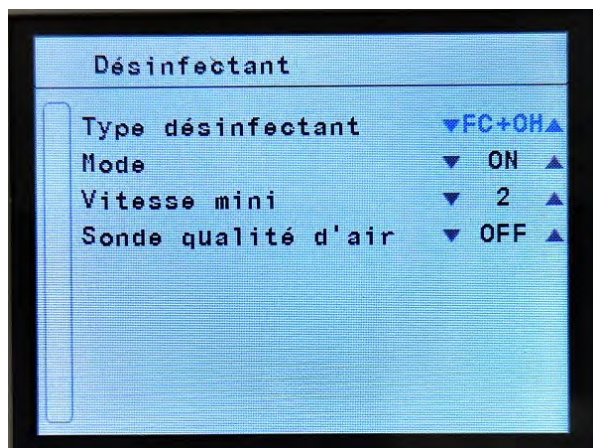 Désinfectant
Type désinfectant ▼FC+OH▲
Mode ▼ ON ▲
Vitesse mini ▼ 2 ▲
Sonde qualité d'air ▼ OFF ▲